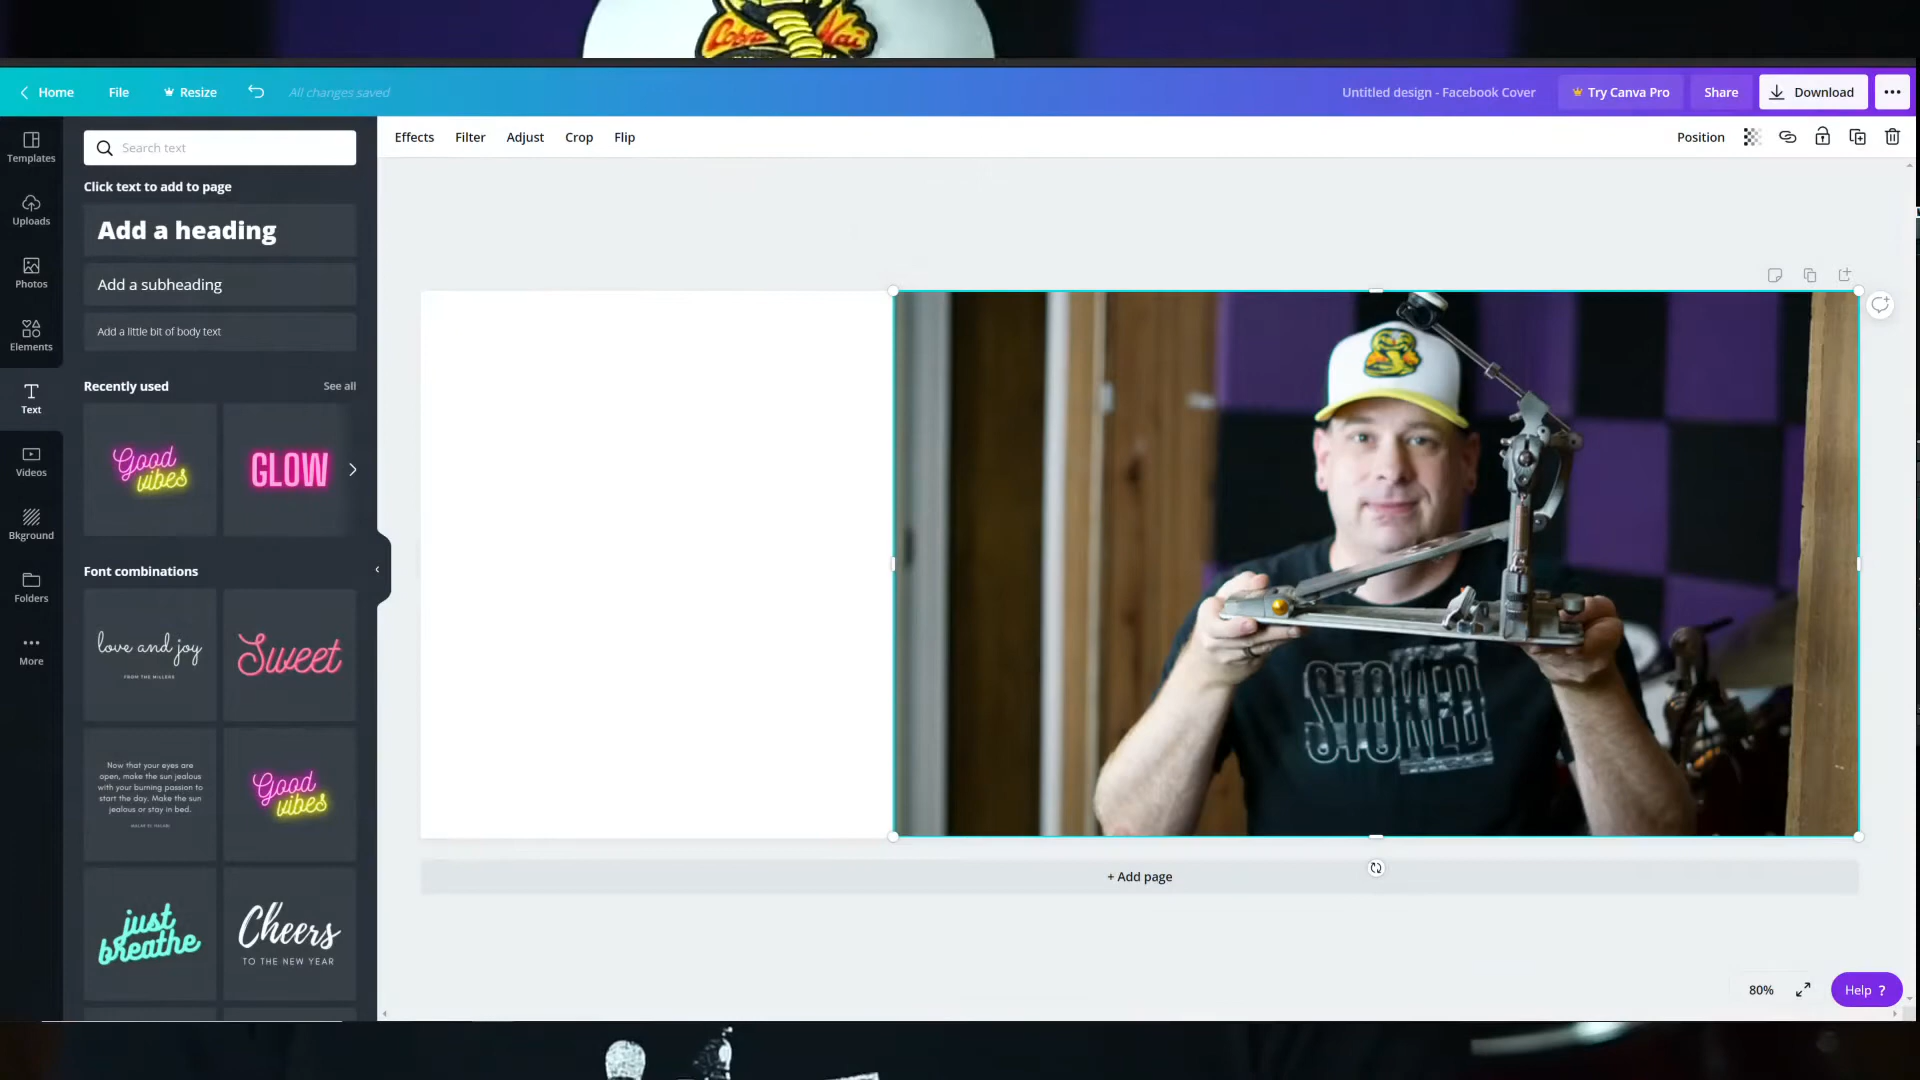 Cobra Kai
Home File Resize All changes saved Untitled design - Facebook Cover Try Canva Pro Share Download
Templates
Uploads
Photos
Elements
Text
Videos
Bkground
Folders
More
Search text
Click text to add to page
Add a heading
Add a subheading
Add a little bit of body text
Recently used See all
Good vibes
GLOW
Font combinations
love and joy
Sweet
Now that your eyes are
open, make the sun jealous
with your burning passion to
start the day. Make the sun
jealous or stay in bed.
Good vibes
just breathe
Cheers
TO THE NEW YEAR
Effects Filter Adjust Crop Flip Position
STOKED!
+ Add page
80% Help ?